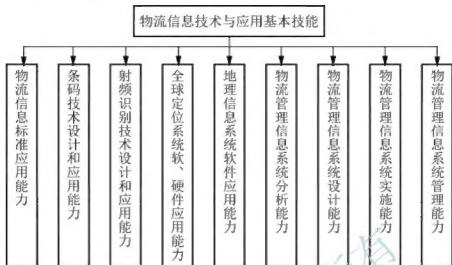 物流信息技术与应用基本技能
物流信息标准应用能力
条码技术设计和应用能力
射频识别技术设计和应用能力
全球定位系统软、硬件应用能力
地理信息系统软件应用能力
物流管理信息系统分析能力
物流管理信息系统设计能力
物流管理信息系统实施能力
物流管理信息系统管理能力
有